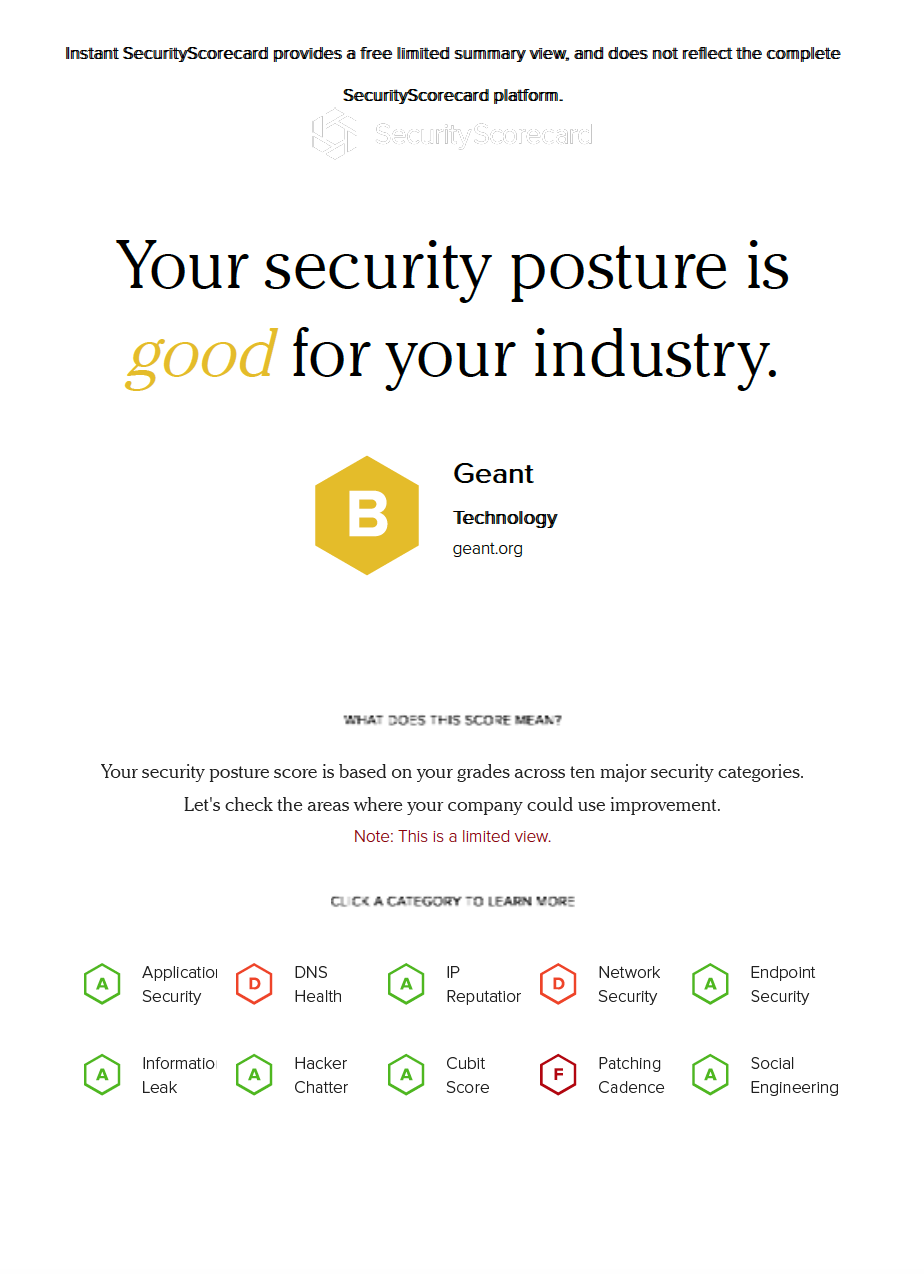 Instant SecurityScorecard provides a free limited summary view, and does not reflect the complete
SecurityScorecard platform.
SecurityScorecard
Your security posture is
good for your industry.
B
Geant
Technology
geant.org
WHAT DOES THIS SCORE MEAN?
Your security posture score is based on your grades across ten major security categories.
Let's check the areas where your company could use improvement.
Note: This is a limited view.
CLICK A CATEGORY TO LEARN MORE
A Applicatio
Security
D DNS
Health
A IP
Reputatior
D Network
Security
A Endpoint
Security
A Informatio
Leak
A Hacker
Chatter
A Cubit
Score
F Patching
Cadence
A Social
Engineering